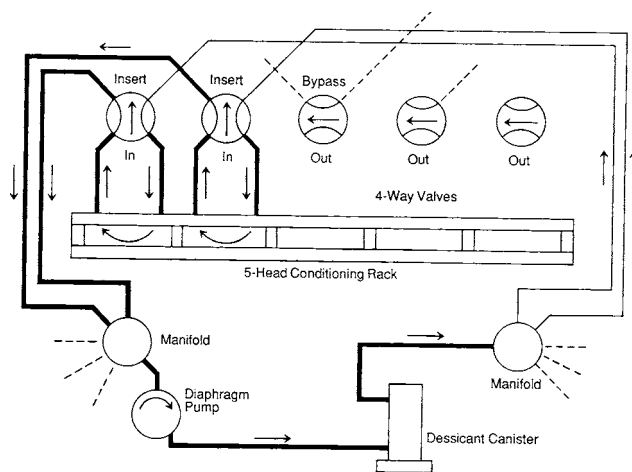 Insert
Insert
Bypass
In
In
Out
Out
Out
4-Way Valves
5-Head Conditioning Rack
Manifold
Manifold
Diaphragm
Pump
Dessicant Canister